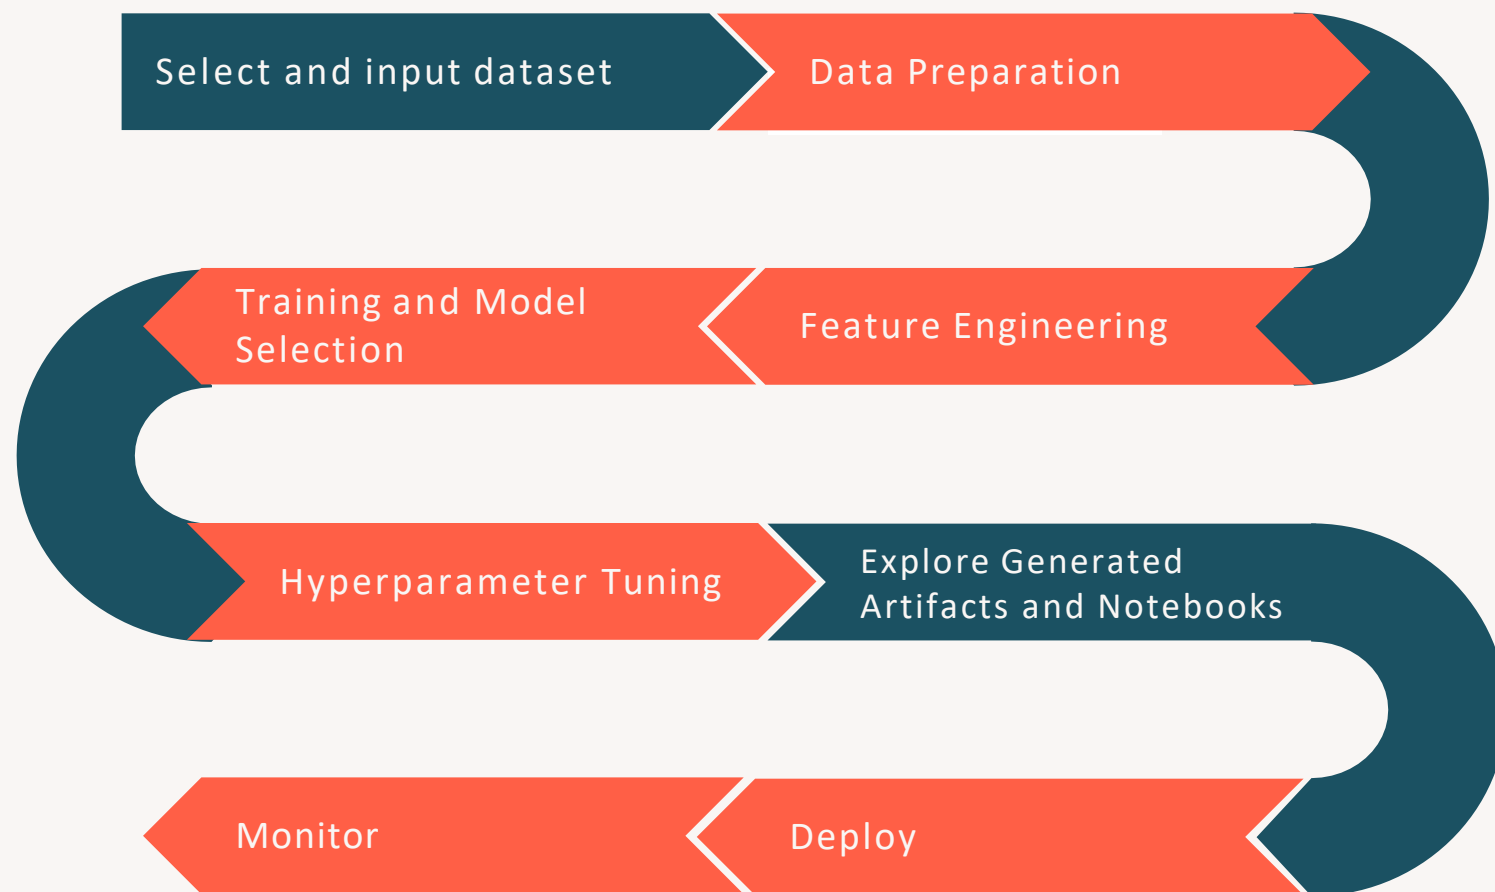 Select and input dataset
Data Preparation
Feature Engineering
Training and Model
Selection
Hyperparameter Tuning
Explore Generated
Artifacts and Notebooks
Deploy
Monitor